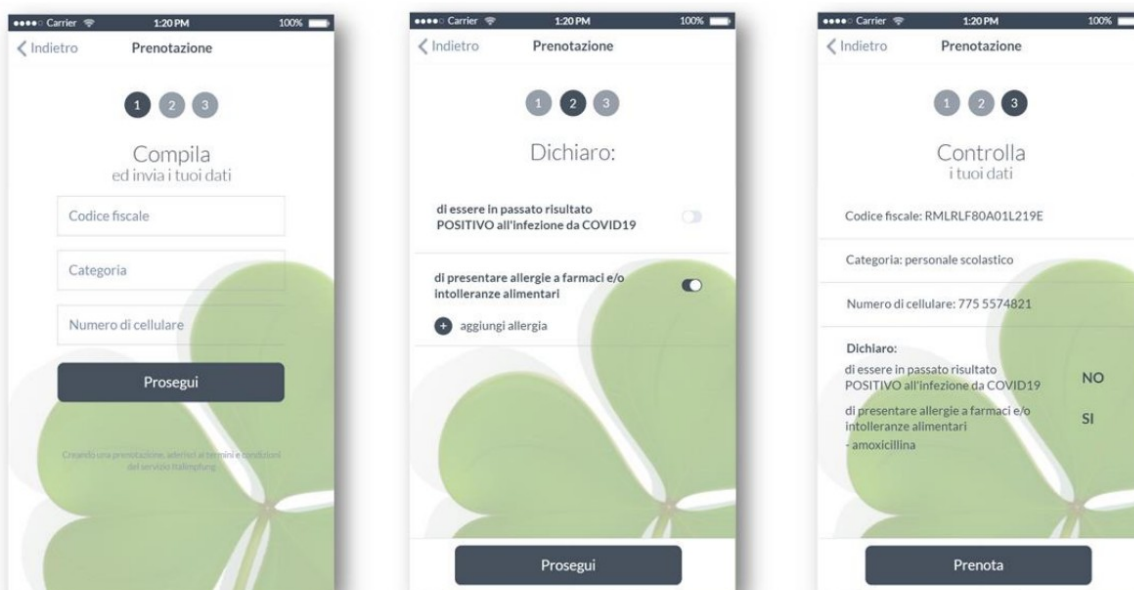 Carrier 1:20 PM 100%
Indietro Prenotazione
1 2 3
Compila
ed invia i tuoi dati
Codice fiscale
Categoria
Numero di cellulare
Prosegui
Creando una prenotazione, aderisci ai termini e condizioni
del servizio Italimpfung
Carrier 1:20 PM 100%
Indietro Prenotazione
1 2 3
Dichiaro:
di essere in passato risultato
POSITIVO all'infezione da COVID19
di presentare allergie a farmaci e/o
intolleranze alimentari
+ aggiungi allergia
Prosegui
Carrier 1:20 PM 100%
Indietro Prenotazione
1 2 3
Controlla
i tuoi dati
Codice fiscale: RMLRLF80A01L219E
Categoria: personale scolastico
Numero di cellulare: 775 5574821
Dichiaro:
di essere in passato risultato
POSITIVO all'infezione da COVID19 NO
di presentare allergie a farmaci e/o
intolleranze alimentari SI
- amoxicillina
Prenota